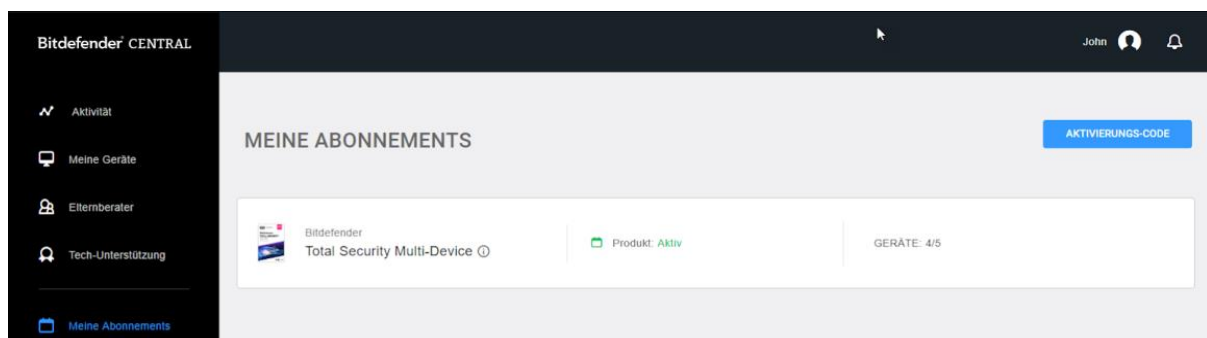 Bitdefender CENTRAL
John
Aktivität
Meine Geräte
Elternberater
Tech-Unterstützung
Meine Abonnements
MEINE ABONNEMENTS
AKTIVIERUNGS-CODE
Bitdefender
Total Security Multi-Device
Produkt: Aktiv
GERÄTE: 4/5